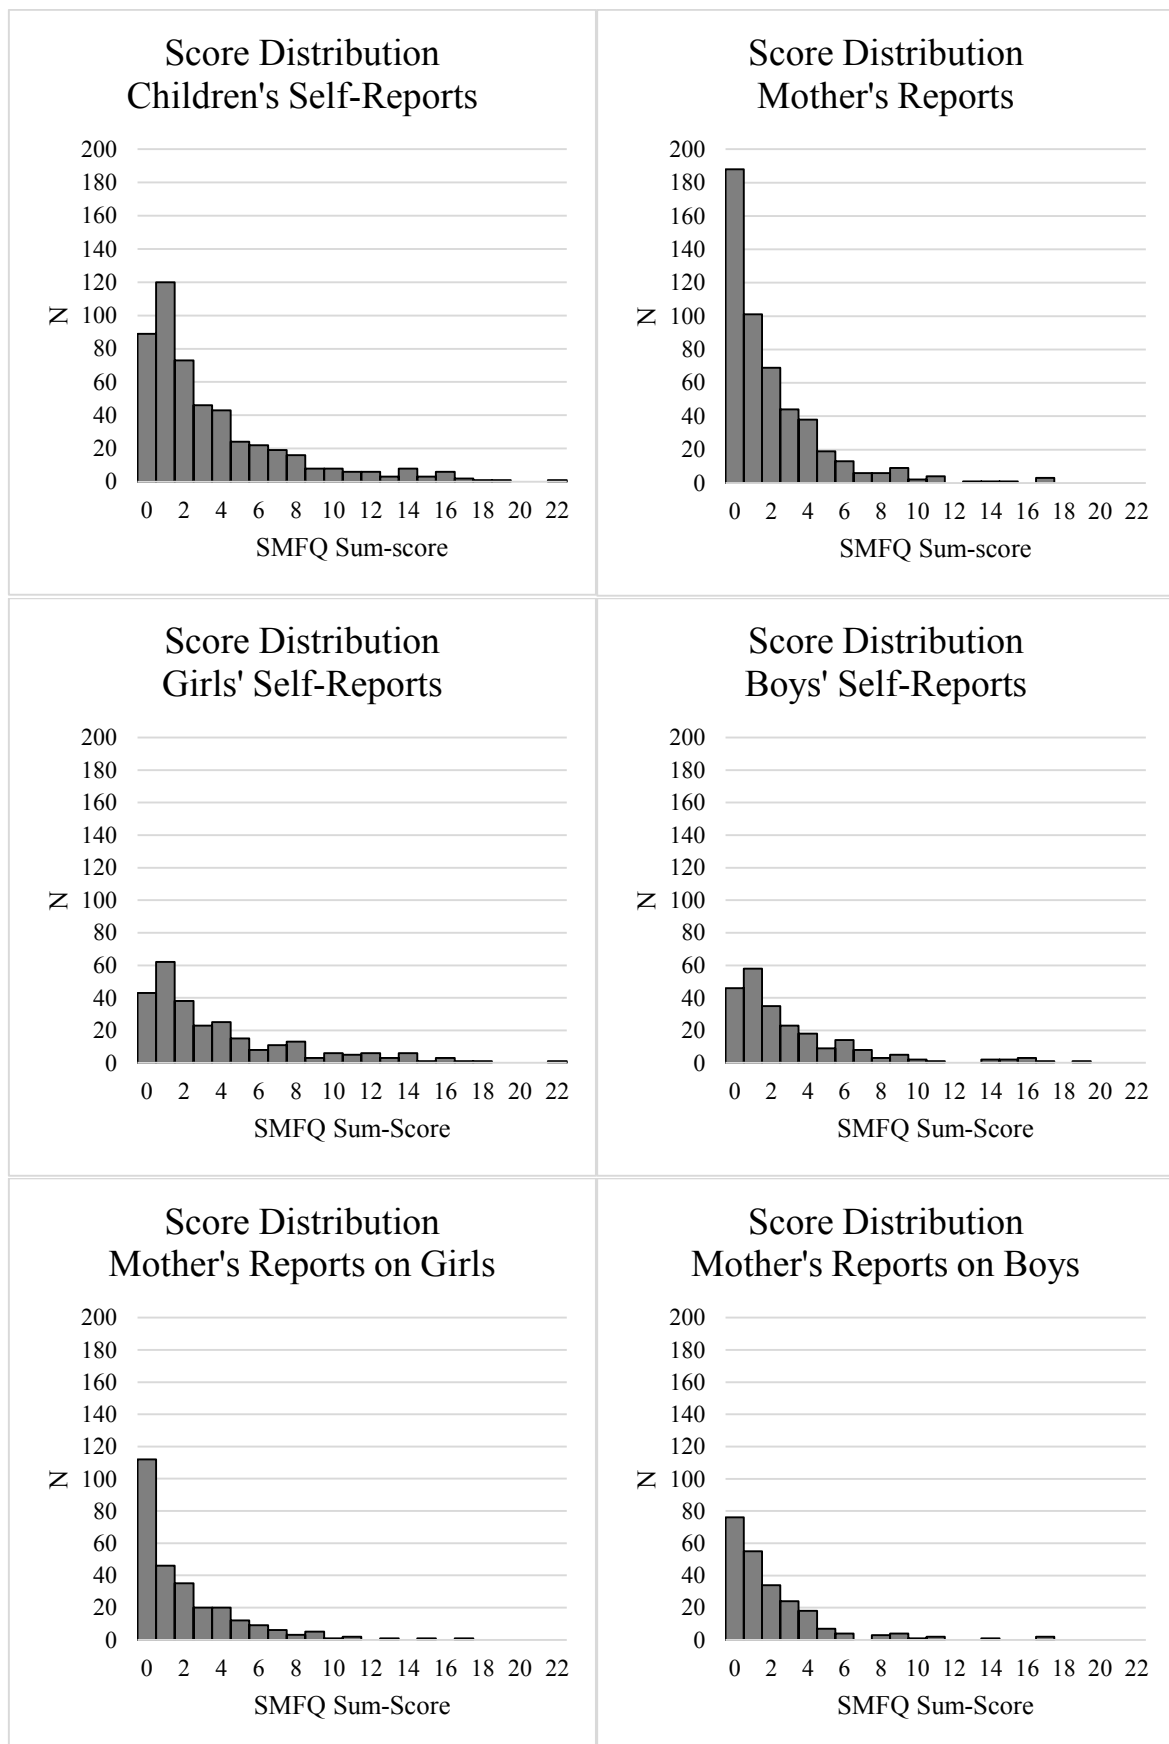 Score Distribution
Children's Self-Reports
200
180
160
140
120
100
80
60
40
20
0
N
0 2 4 6 8 10 12 14 16 18 20 22
SMFQ Sum-score
Score Distribution
Mother's Reports
200
180
160
140
120
100
80
60
40
20
0
N
0 2 4 6 8 10 12 14 16 18 20 22
SMFQ Sum-score
Score Distribution
Girls' Self-Reports
200
180
160
140
120
100
80
60
40
20
0
N
0 2 4 6 8 10 12 14 16 18 20 22
SMFQ Sum-Score
Score Distribution
Boys' Self-Reports
200
180
160
140
120
100
80
60
40
20
0
N
0 2 4 6 8 10 12 14 16 18 20 22
SMFQ Sum-Score
Score Distribution
Mother's Reports on Girls
200
180
160
140
120
100
80
60
40
20
0
N
0 2 4 6 8 10 12 14 16 18 20 22
SMFQ Sum-Score
Score Distribution
Mother's Reports on Boys
200
180
160
140
120
100
80
60
40
20
0
N
0 2 4 6 8 10 12 14 16 18 20 22
SMFQ Sum-Score